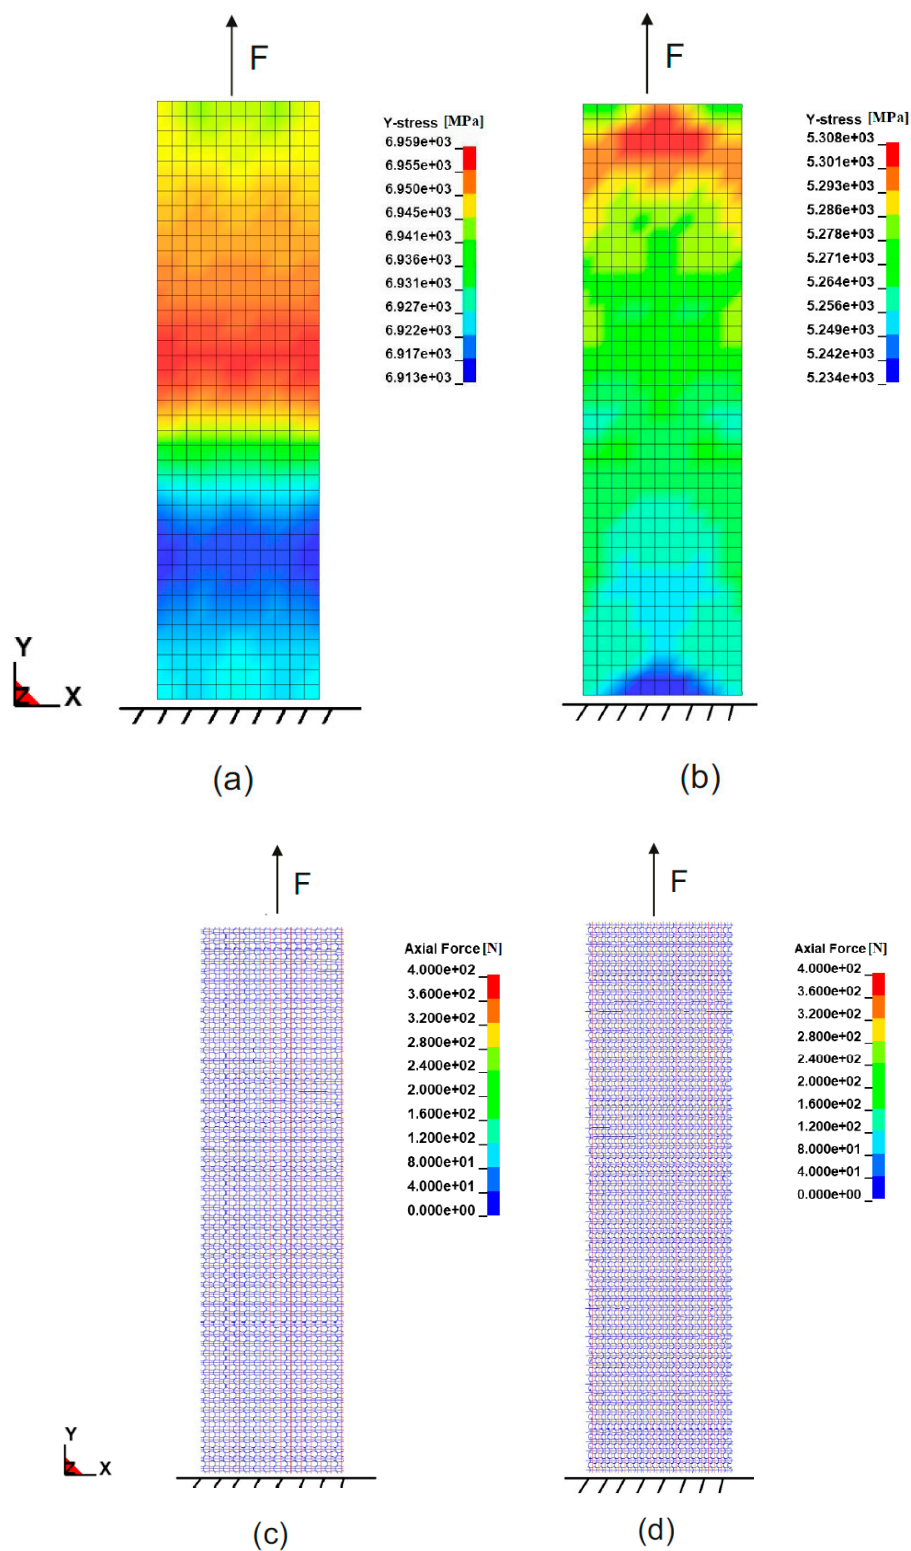 F
Y-stress [MPa]
6.959e+03
6.955e+03
6.950e+03
6.945e+03
6.941e+03
6.936e+03
6.931e+03
6.927e+03
6.922e+03
6.917e+03
6.913e+03
Y
Z
X
(a)
F
Y-stress [MPa]
5.308e+03
5.301e+03
5.293e+03
5.286e+03
5.278e+03
5.271e+03
5.264e+03
5.256e+03
5.249e+03
5.242e+03
5.234e+03
(b)
F
Axial Force[N]
4.000e+02
3.600e+02
3.200e+02
2.800e+02
2.400e+02
2.000e+02
1.600e+02
1.200e+02
8.000e+01
4.000e+01
0.000e+00
Y
Z
X
(c)
F
Axial Force[N]
4.000e+02
3.600e+02
3.200e+02
2.800e+02
2.400e+02
2.000e+02
1.600e+02
1.200e+02
8.000e+01
4.000e+01
0.000e+00
(d)